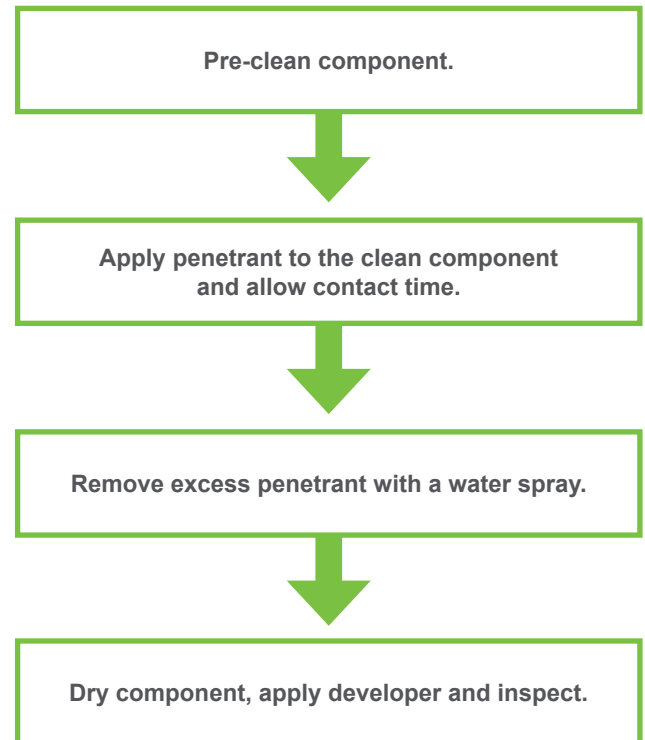 Pre-clean component.
Apply penetrant to the clean component
and allow contact time.
Remove excess penetrant with a water spray.
Dry component, apply developer and inspect.